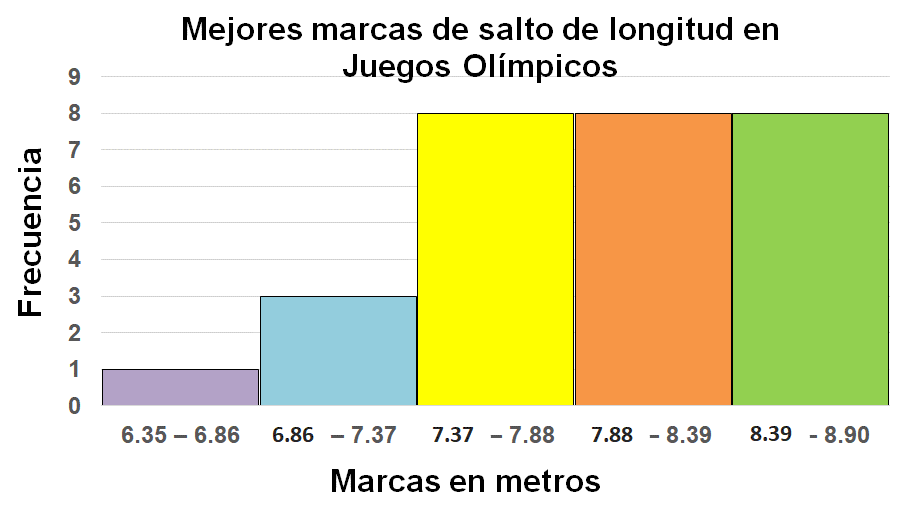 Mejores marcas de salto de longitud en
Juegos Olímpicos
Frecuencia
9
8
7
6
5
4
3
2
1
0
6.35 – 6.86 6.86 – 7.37 7.37 – 7.88 7.88 - 8.39 8.39 - 8.90
Marcas en metros